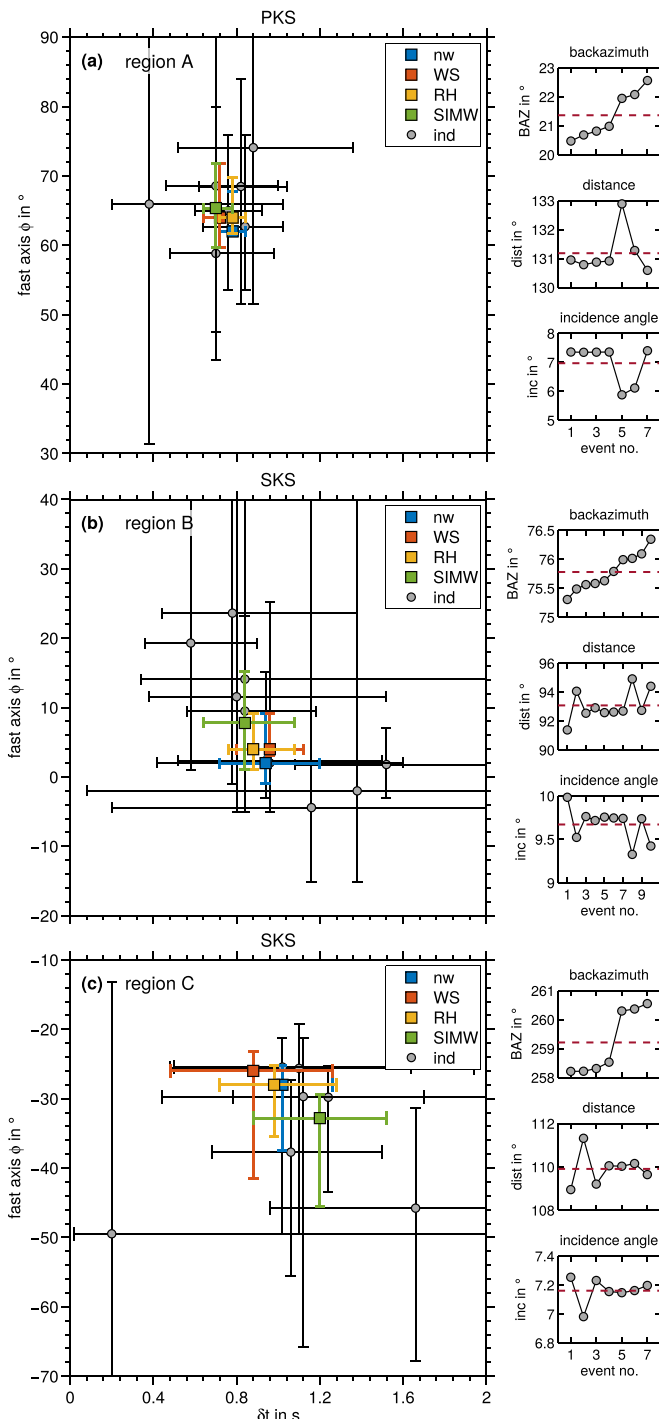 PKS
(a) region A
nw
WS
RH
SIMW
ind
90
80
70
60
50
40
30
fast axis ϕ in °
backazimuth
23
22
21
20
BAZ in °
distance
133
132
131
130
dist in °
incidence angle
8
7
6
5
inc in °
1 3 5 7
event no.
SKS
(b) region B
nw
WS
RH
SIMW
ind
40
30
20
10
0
−10
−20
fast axis ϕ in °
backazimuth
76.5
76
75.5
75
BAZ in °
distance
96
94
92
90
dist in °
incidence angle
10
9.5
9
inc in °
1 3 5 7 9
event no.
SKS
(c) region C
nw
WS
RH
SIMW
ind
−10
−20
−30
−40
−50
−60
−70
fast axis ϕ in °
0 0.4 0.8 1.2 1.6 2
δt in s
backazimuth
261
260
259
258
BAZ in °
distance
112
110
108
dist in °
incidence angle
7.4
7.2
7
6.8
inc in °
1 3 5 7
event no.